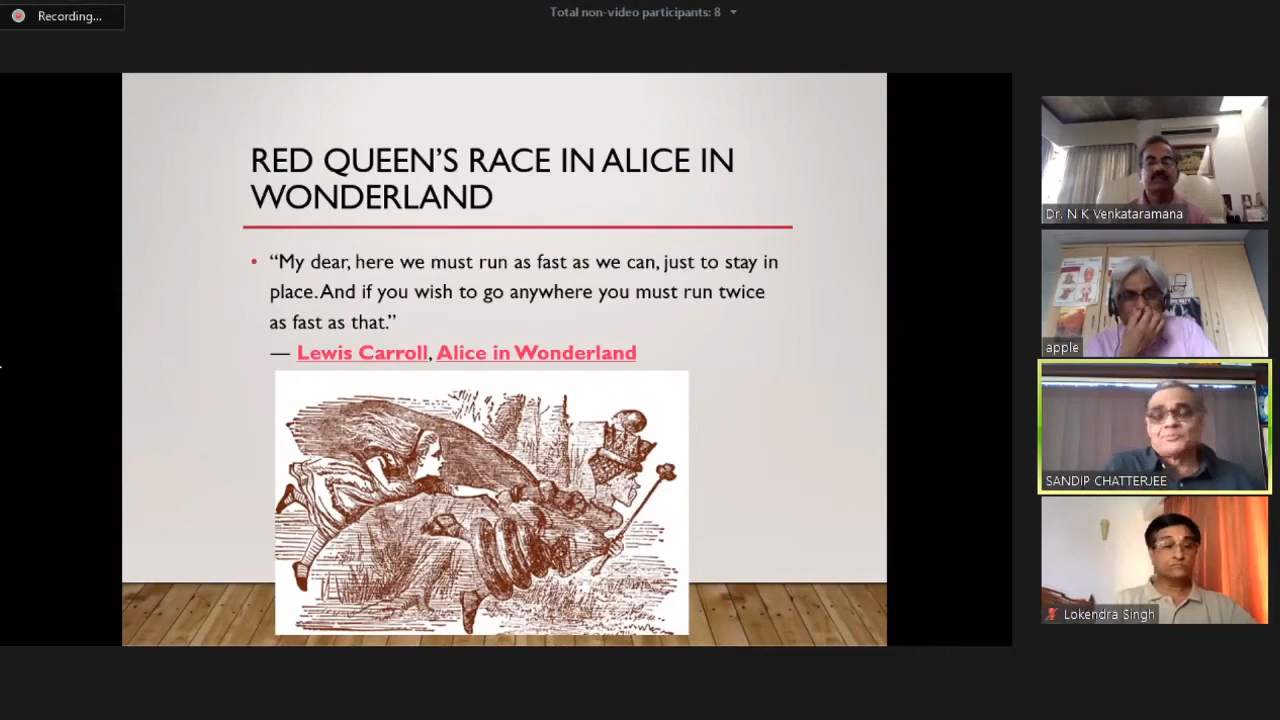 Recording...
Total non-video participants: 8
RED QUEEN’S RACE IN ALICE IN
WONDERLAND
• “My dear, here we must run as fast as we can, just to stay in
place. And if you wish to go anywhere you must run twice
as fast as that.”
— Lewis Carroll, Alice in Wonderland
Dr. N K Venkataramana
apple
SANDIP CHATTERJEE
Lokendra Singh